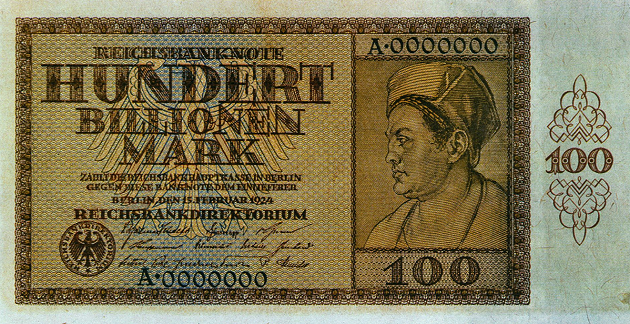 REICHSBANKNOTE
A·0000000
HUNDERT
BILLIONEN
MARK
ZAHLT DIE REICHSBANKHAUPTKASSE IN BERLIN
GEGEN DIESE BANKNOTE DEM EINLIEFERER
BERLIN, DEN 15. FEBRUAR 1924
REICHSBANKDIREKTORIUM
A·0000000
100
100